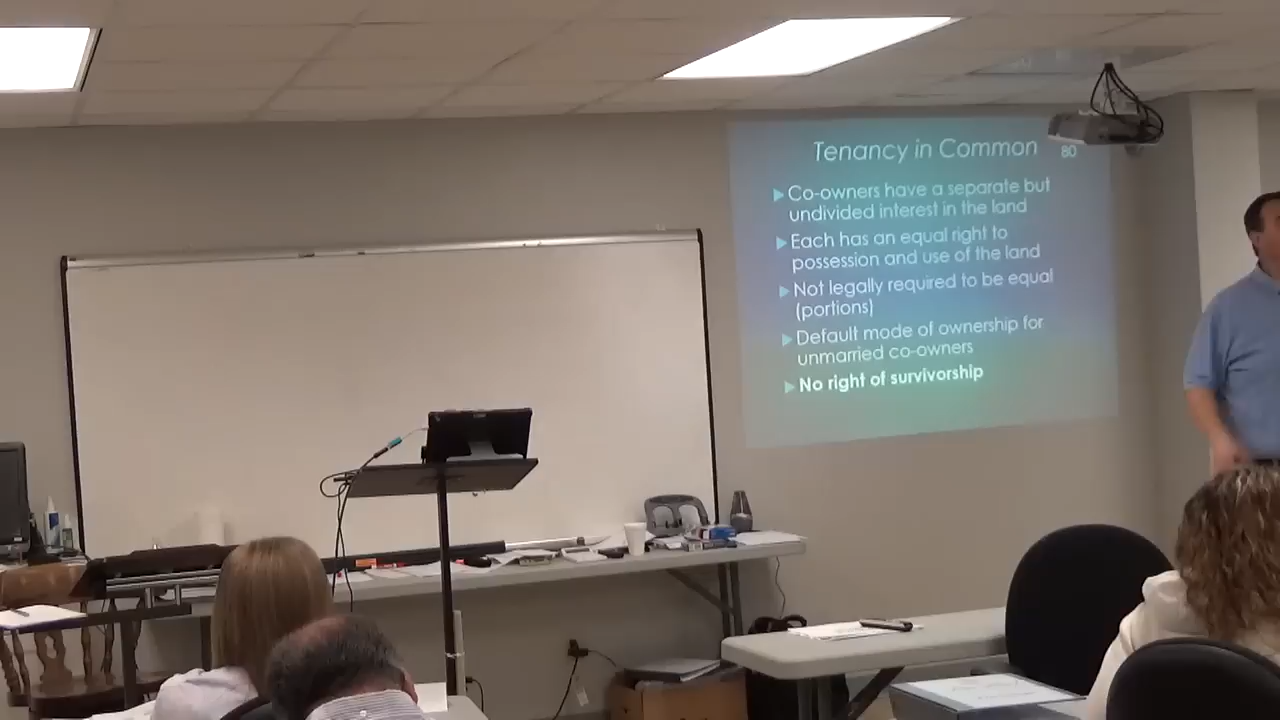 Tenancy in Common
80
Co-owners have a separate but
undivided interest in the land
Each has an equal right to
possession and use of the land
Not legally required to be equal
(portions)
Default mode of ownership for
unmarried co-owners
No right of survivorship